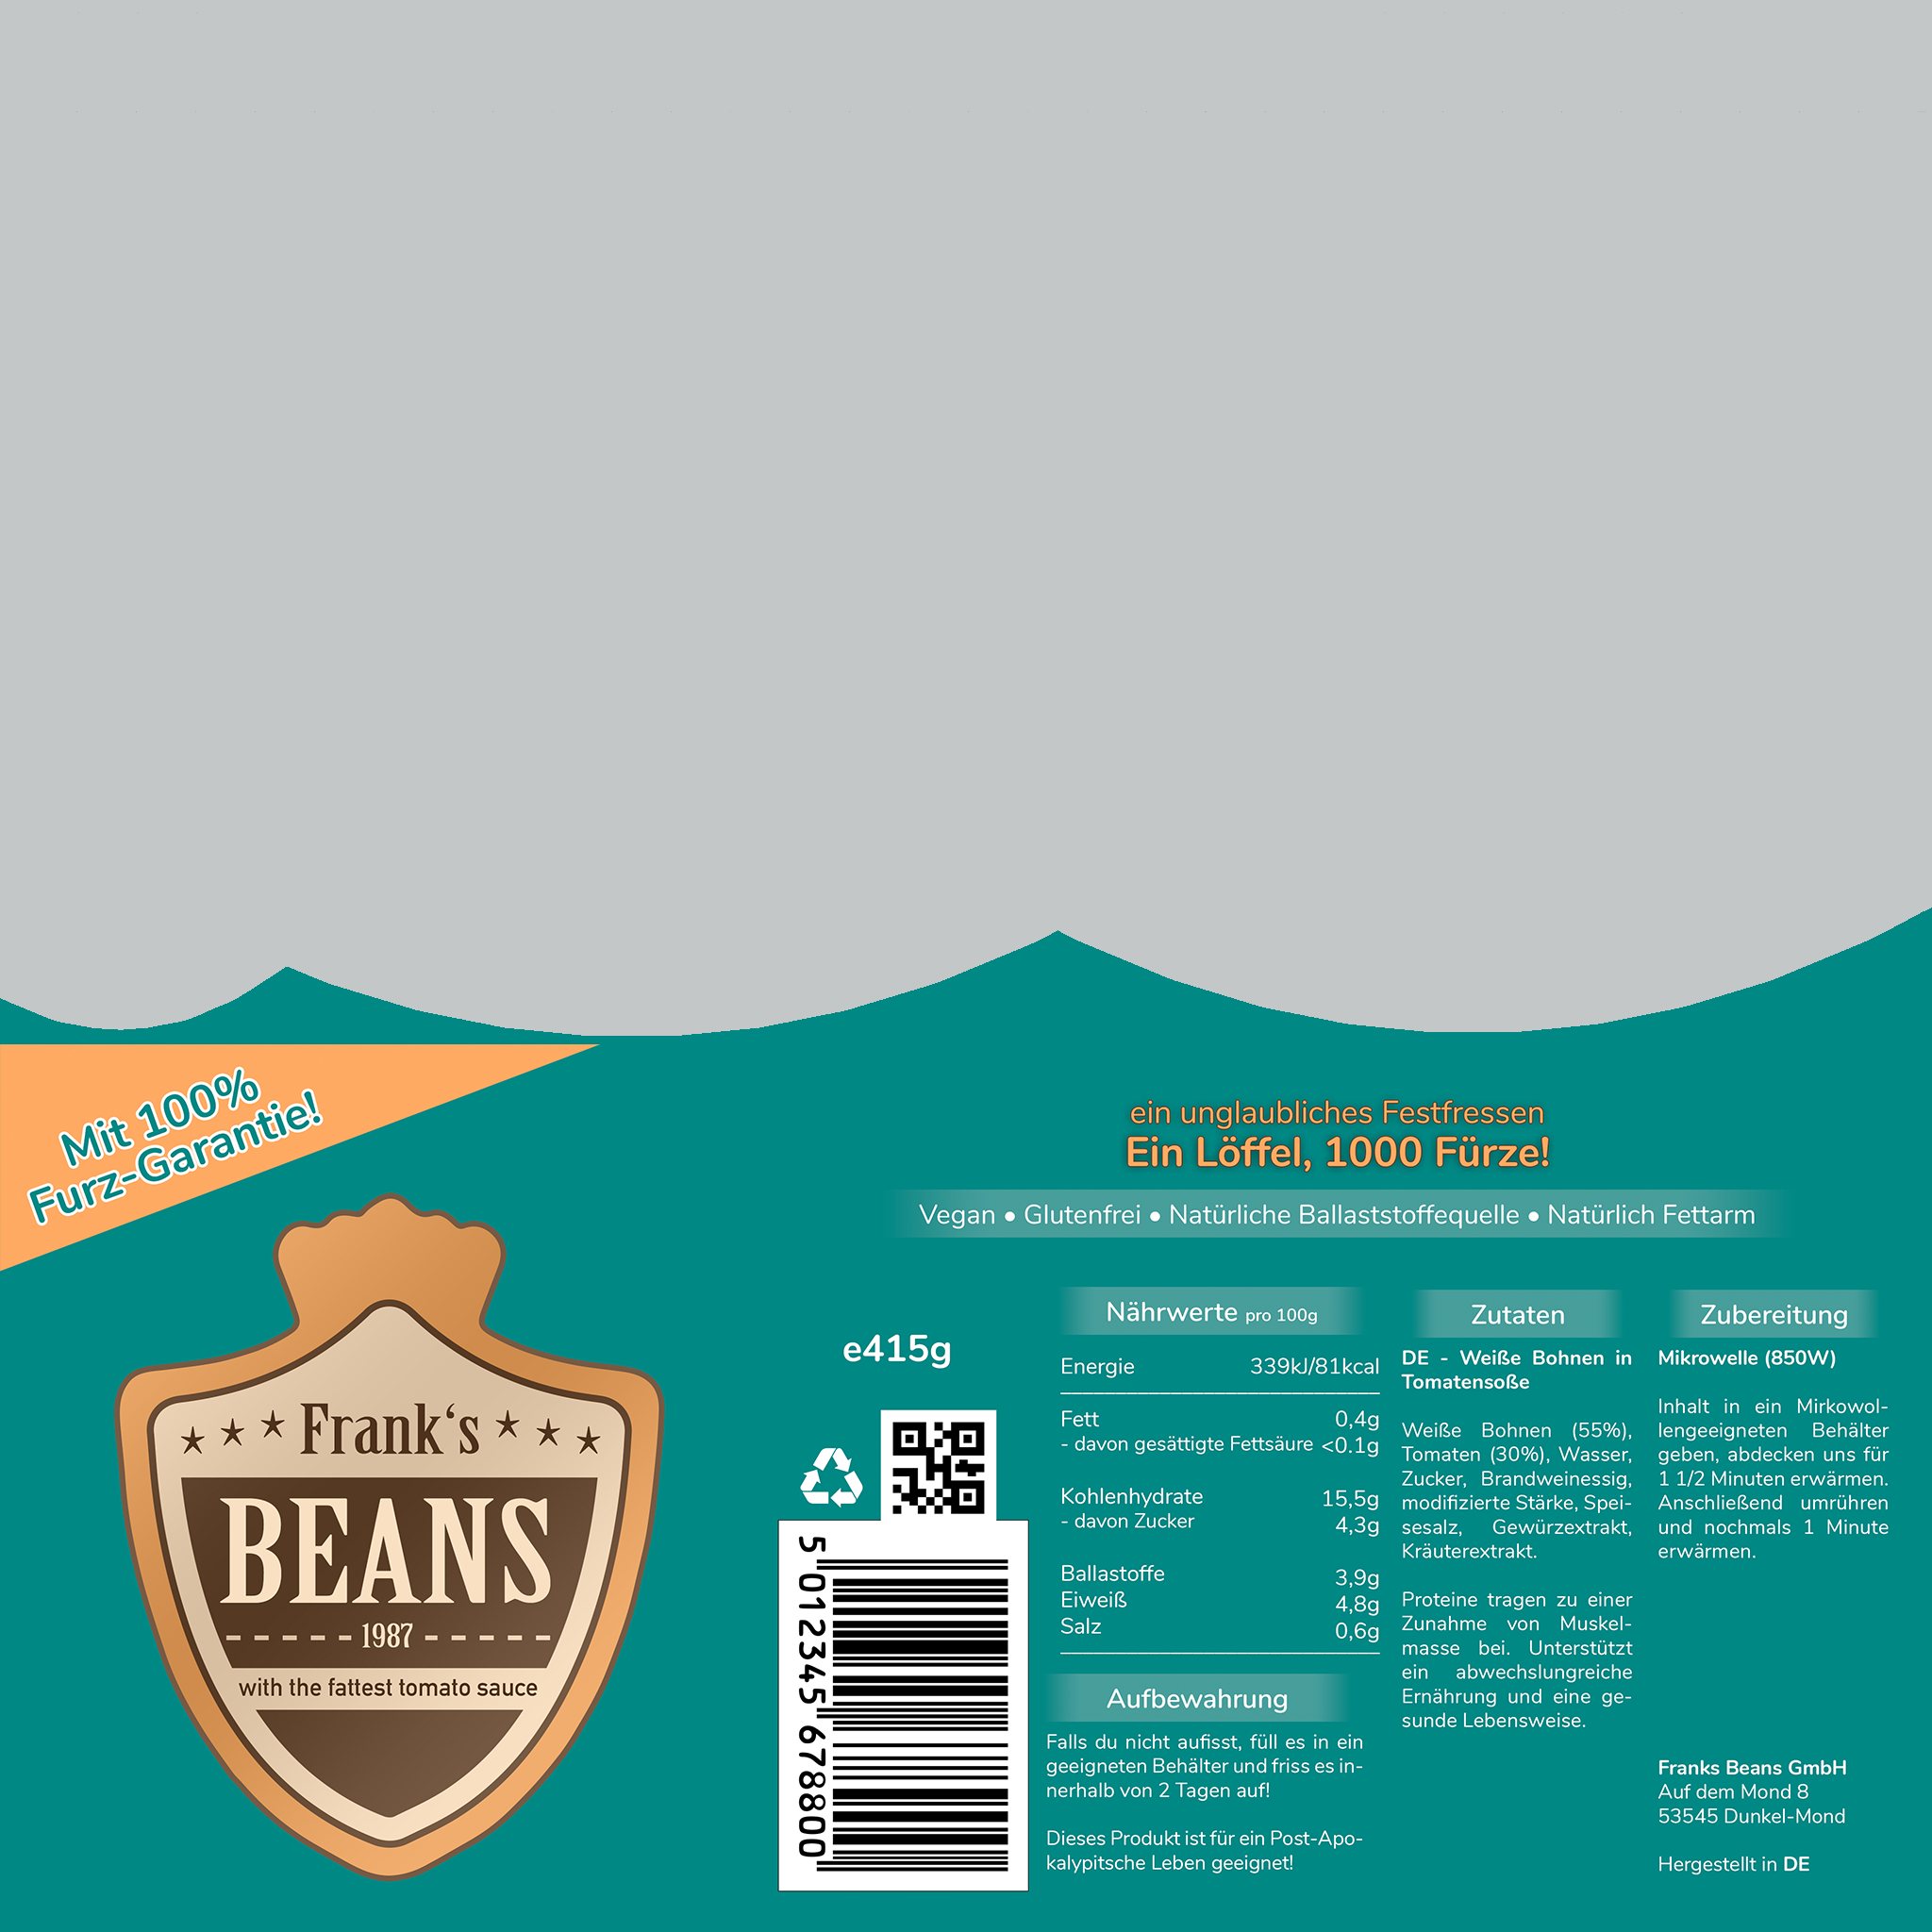 Mit 100%
Furz-Garantie!
Frank‘s
BEANS
1987
with the fattest tomato sauce
ein unglaubliches Festfressen
Ein Löffel, 1000 Fürze!
Vegan • Glutenfrei • Natürliche Ballaststoffequelle • Natürlich Fettarm
e415g
5 012345 678800
Nährwerte pro 100g
Energie 339kJ/81kcal
Fett 0,4g
- davon gesättigte Fettsäure <0.1g
Kohlenhydrate 15,5g
- davon Zucker 4,3g
Ballastoffe 3,9g
Eiweiß 4,8g
Salz 0,6g
Aufbewahrung
Falls du nicht aufisst, füll es in ein
geeigneten Behälter und friss es in-
nerhalb von 2 Tagen auf!
Dieses Produkt ist für ein Post-Apo-
kalypitsche Leben geeignet!
Zutaten
DE - Weiße Bohnen in
Tomatensoße
Weiße Bohnen (55%),
Tomaten (30%), Wasser,
Zucker, Brandweinessig,
modifizierte Stärke, Spei-
sesalz, Gewürzextrakt,
Kräuterextrakt.
Proteine tragen zu einer
Zunahme von Muskel-
masse bei. Unterstützt
ein abwechslungreiche
Ernährung und eine ge-
sunde Lebensweise.
Zubereitung
Mikrowelle (850W)
Inhalt in ein Mirkowol-
lengeeigneten Behälter
geben, abdecken uns für
1 1/2 Minuten erwärmen.
Anschließend umrühren
und nochmals 1 Minute
erwärmen.
Franks Beans GmbH
Auf dem Mond 8
53545 Dunkel-Mond
Hergestellt in DE